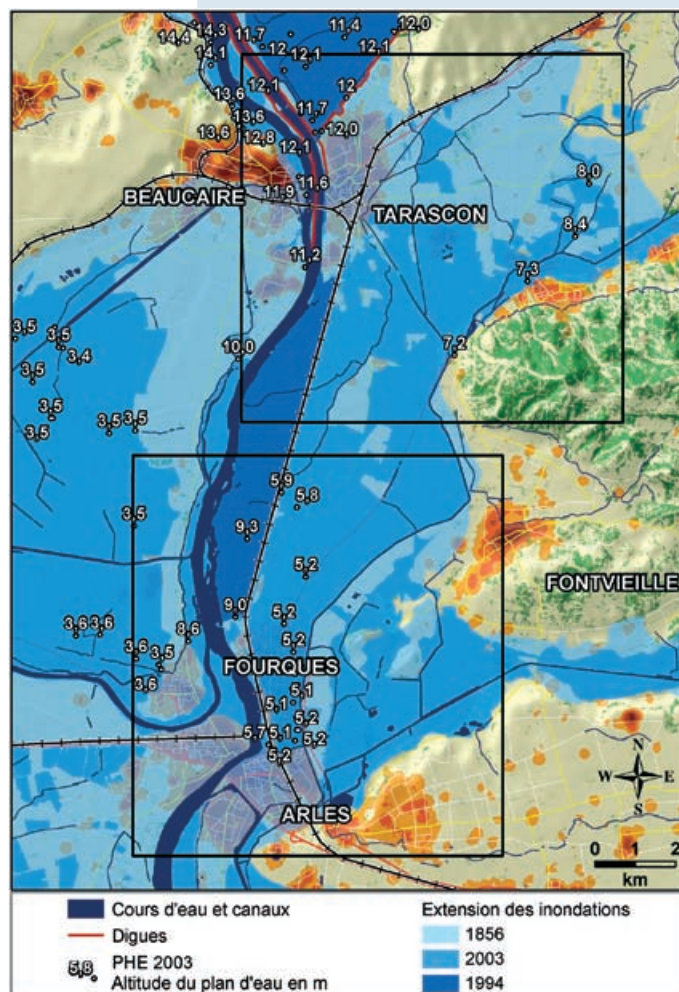 14,3 11,7 11,4 12,0
14,4 12 12,1
14,1 12,1
13,6 12,1 12
13,6 11,7
13,6 12,8 12,0
12,1
8,0
11,9 11,6
BEAUCAIRE
TARASCON
8,4
11,2
7,3
3,5 3,5 10,0 7,2
3,4
3,5
3,5
3,5 3,5 3,5
5,9
5,8
3,5
9,3
5,2
FONTVIEILLE
9,0
3,6 3,6 8,6 5,2
3,6 3,5 5,2
3,6 FOURQUES
5,1
5,1
5,2
5,7 5,1 5,2
5,2
N
W E
S
ARLES
0 1 2
km
Cours d'eau et canaux
Digues
5,8 PHE 2003
Altitude du plan d'eau en m
Extension des inondations
1856
2003
1994